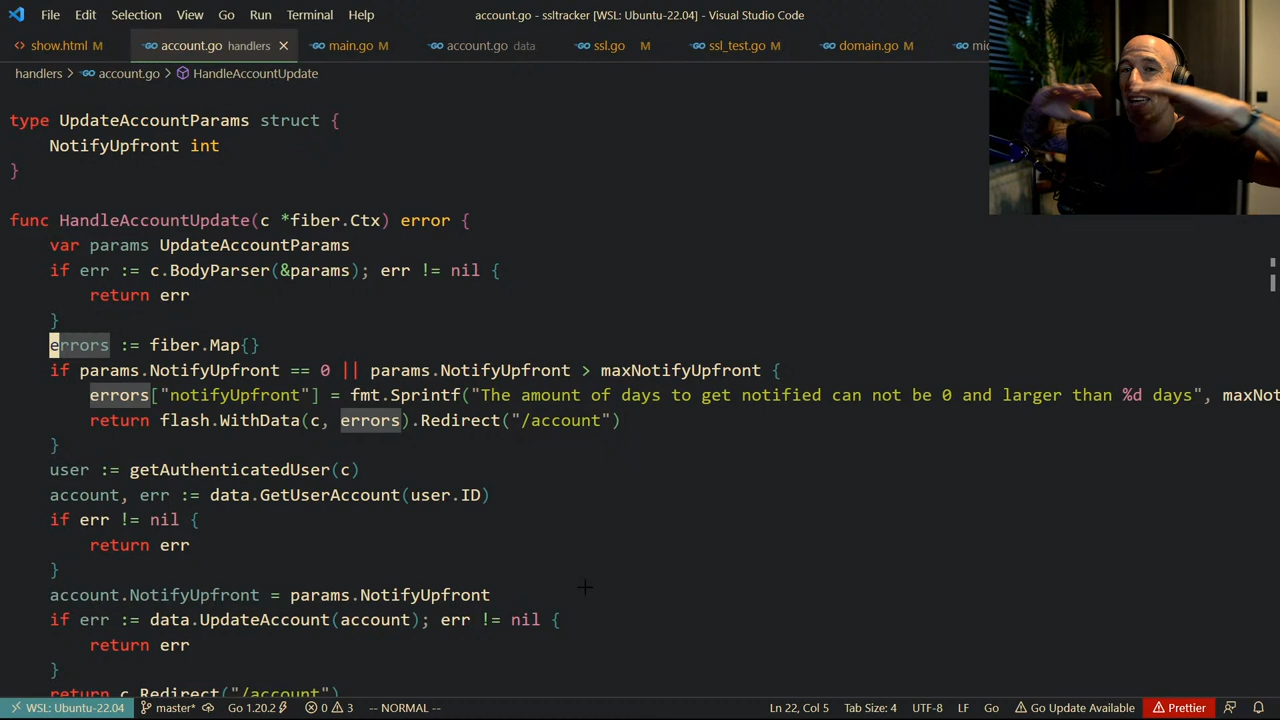 File Edit Selection View Go Run Terminal Help account.go - ssltracker [WSL: Ubuntu-22.04] - Visual Studio Code
show.html M account.go handlers main.go M account.go data ssl.go M ssl_test.go M domain.go M
handlers > account.go > HandleAccountUpdate
type UpdateAccountParams struct {
NotifyUpfront int
}
func HandleAccountUpdate(c *fiber.Ctx) error {
var params UpdateAccountParams
if err := c.BodyParser(&params); err != nil {
return err
}
errors := fiber.Map{}
if params.NotifyUpfront == 0 || params.NotifyUpfront > maxNotifyUpfront {
errors["notifyUpfront"] = fmt.Sprintf("The amount of days to get notified can not be 0 and larger than %d days", maxNot
return flash.WithData(c, errors).Redirect("/account")
}
user := getAuthenticatedUser(c)
account, err := data.GetUserAccount(user.ID)
if err != nil {
return err
}
account.NotifyUpfront = params.NotifyUpfront
if err := data.UpdateAccount(account); err != nil {
return err
}
return c.Redirect("/account")
WSL: Ubuntu-22.04 master* Go 1.20.2 0 3 -- NORMAL -- Ln 22, Col 5 Tab Size: 4 UTF-8 LF Go Go Update Available Prettier